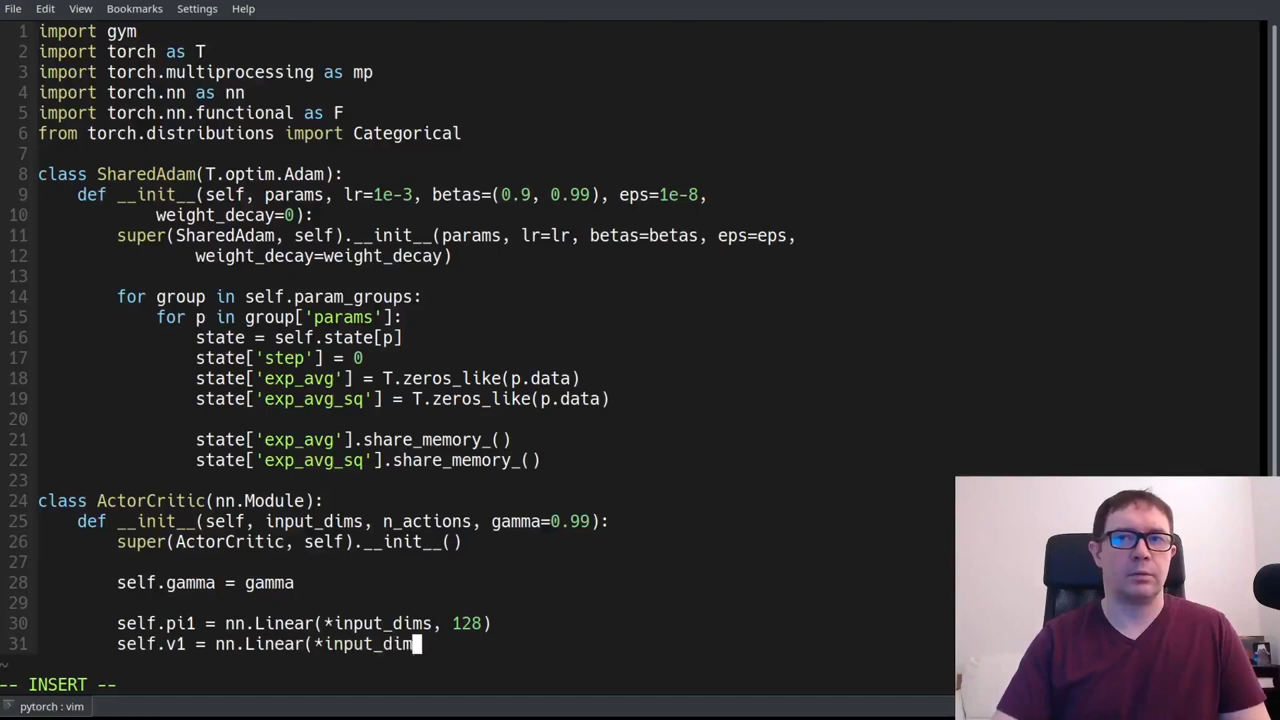 File Edit View Bookmarks Settings Help
1 import gym
2 import torch as T
3 import torch.multiprocessing as mp
4 import torch.nn as nn
5 import torch.nn.functional as F
6 from torch.distributions import Categorical
7
8 class SharedAdam(T.optim.Adam):
9     def __init__(self, params, lr=1e-3, betas=(0.9, 0.99), eps=1e-8,
10             weight_decay=0):
11         super(SharedAdam, self).__init__(params, lr=lr, betas=betas, eps=eps,
12                 weight_decay=weight_decay)
13
14         for group in self.param_groups:
15             for p in group['params']:
16                 state = self.state[p]
17                 state['step'] = 0
18                 state['exp_avg'] = T.zeros_like(p.data)
19                 state['exp_avg_sq'] = T.zeros_like(p.data)
20
21                 state['exp_avg'].share_memory_()
22                 state['exp_avg_sq'].share_memory_()
23
24 class ActorCritic(nn.Module):
25     def __init__(self, input_dims, n_actions, gamma=0.99):
26         super(ActorCritic, self).__init__()
27
28         self.gamma = gamma
29
30         self.pi1 = nn.Linear(*input_dims, 128)
31         self.v1 = nn.Linear(*input_dim
~
-- INSERT --
pytorch : vim